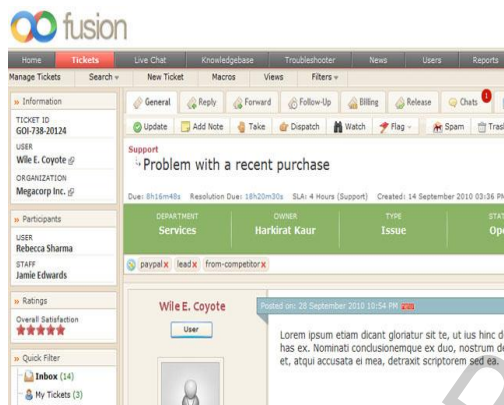 fusion
Home Tickets Live Chat Knowledgebase Troubleshooter News Users Reports
Manage Tickets Search New Ticket Macros Views Filters
» Information
TICKET ID
GOI-738-20124
USER
Wile E. Coyote
ORGANIZATION
Megacorp Inc.
» Participants
USER
Rebecca Sharma
STAFF
Jamie Edwards
» Ratings
Overall Satisfaction
» Quick Filter
Inbox (14)
My Tickets (3)
General Reply Forward Follow-Up Billing Release Chats 1
Update Add Note Take Dispatch Watch Flag Spam Tras
Support
Problem with a recent purchase
Due: 8h16m48s Resolution Due: 18h20m30s SLA: 4 Hours (Support) Created: 14 September 2010 03:36 PM
DEPARTMENT OWNER TYPE STAT
Services Harkirat Kaur Issue Ope
paypal x lead x from-competitor x
Wile E. Coyote
User
Posted on: 28 September 2010 10:54 PM
Lorem ipsum etiam dicant gloriatur sit te, ut ius hinc d
has ex. Nominati conclusionemque ex duo, nostrum de
et, atqui accusata ei mea, detraxit scriptorem sed ea.